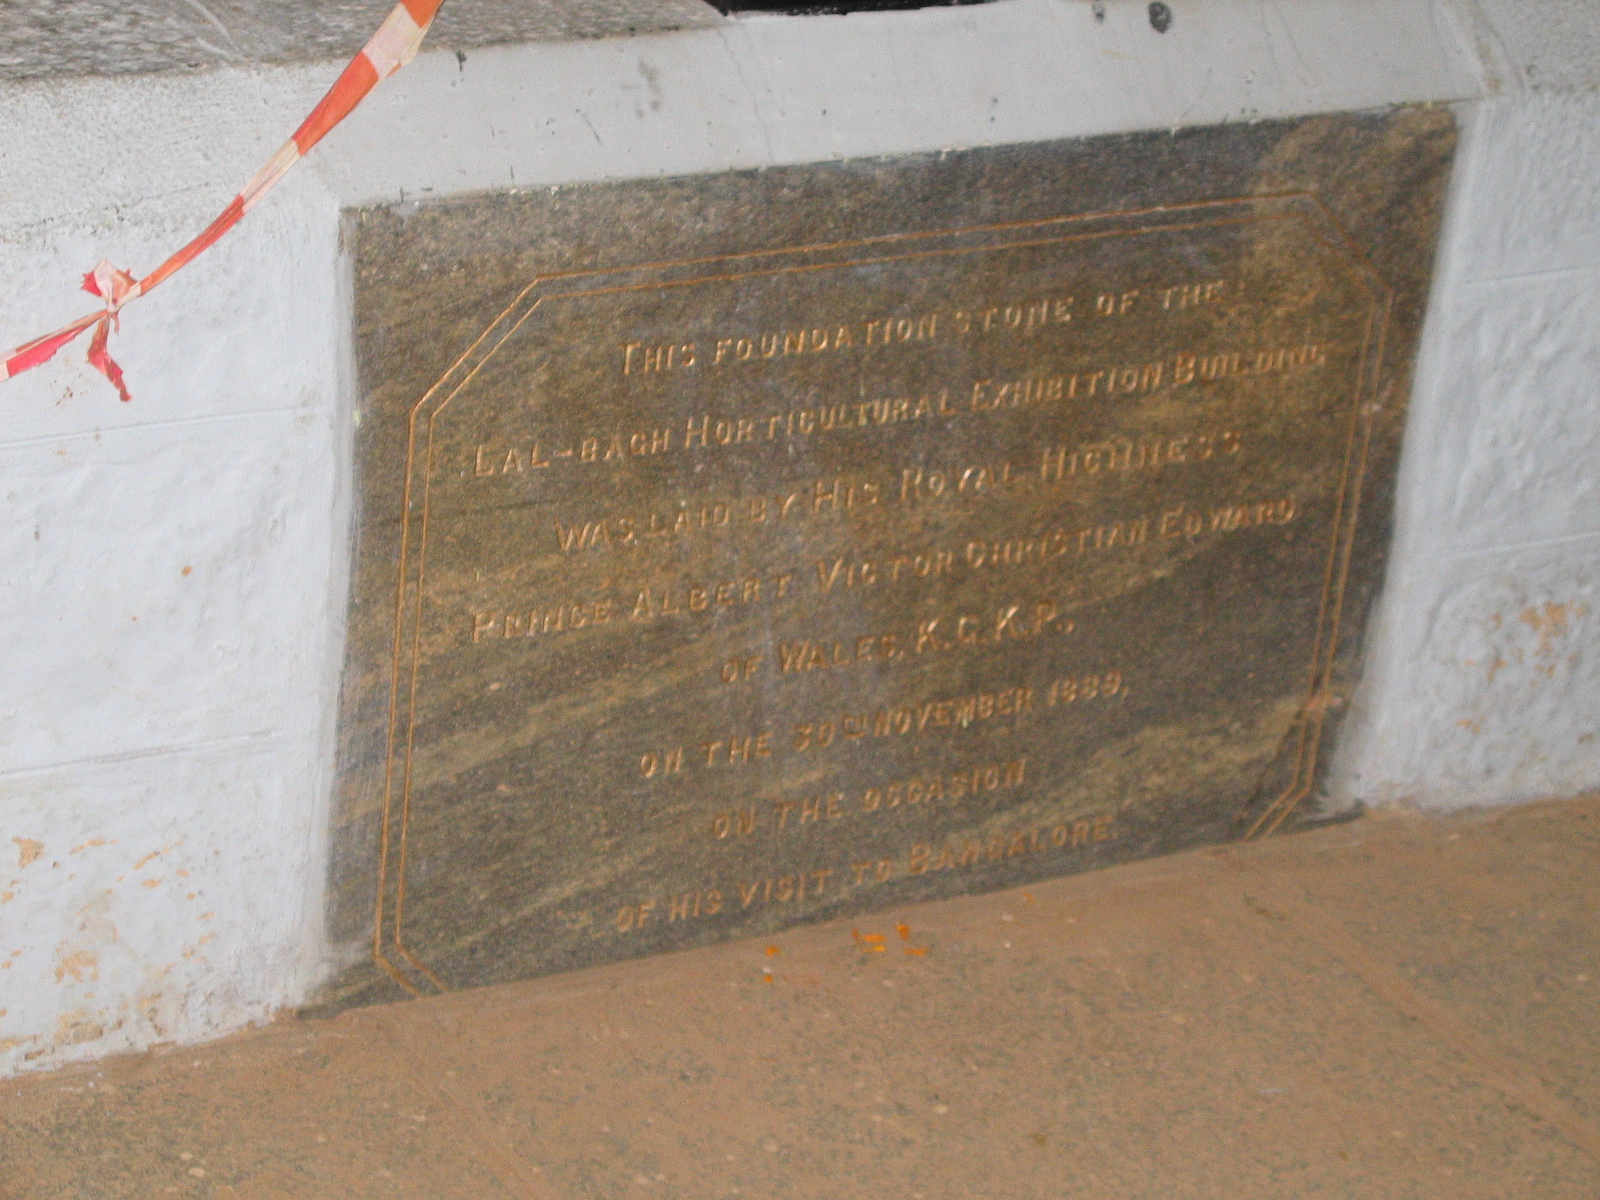 THIS FOUNDATION STONE OF THE
LAL-BAGH HORTICULTURAL EXHIBITION BUILDING
WAS LAID BY HIS ROYAL HIGHNESS
PRINCE ALBERT VICTOR CHRISTIAN EDWARD
OF WALES, K.G.K.P.,
ON THE 30TH NOVEMBER 1889,
ON THE OCCASION
OF HIS VISIT TO BANGALORE.